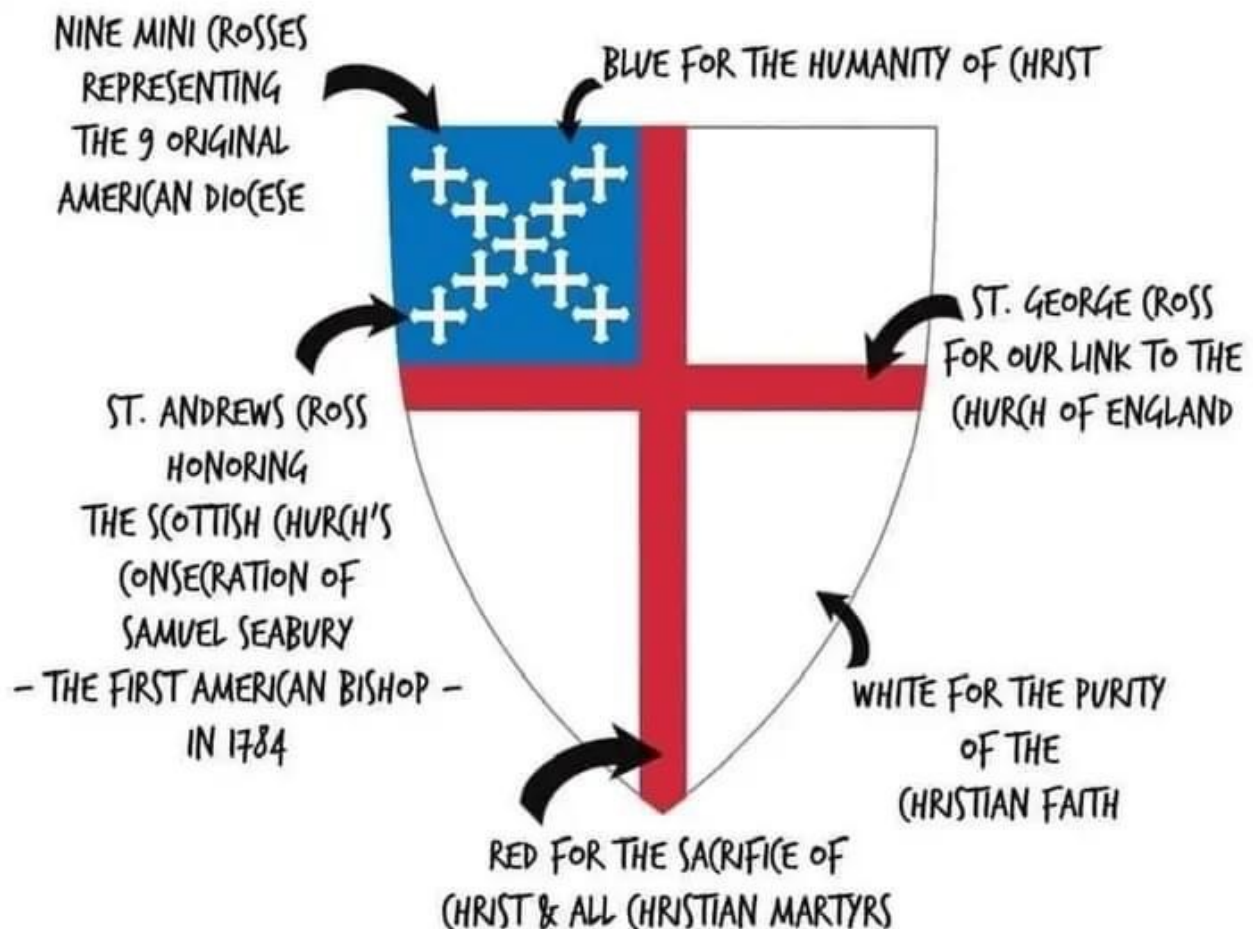 NINE MINI CROSSES
REPRESENTING
THE 9 ORIGINAL
AMERICAN DIOCESE
BLUE FOR THE HUMANITY OF CHRIST
ST. GEORGE CROSS
FOR OUR LINK TO THE
CHURCH OF ENGLAND
ST. ANDREWS CROSS
HONORING
THE SCOTTISH CHURCH'S
CONSECRATION OF
SAMUEL SEABURY
- THE FIRST AMERICAN BISHOP -
IN 1784
WHITE FOR THE PURITY
OF THE
CHRISTIAN FAITH
RED FOR THE SACRIFICE OF
CHRIST & ALL CHRISTIAN MARTYRS